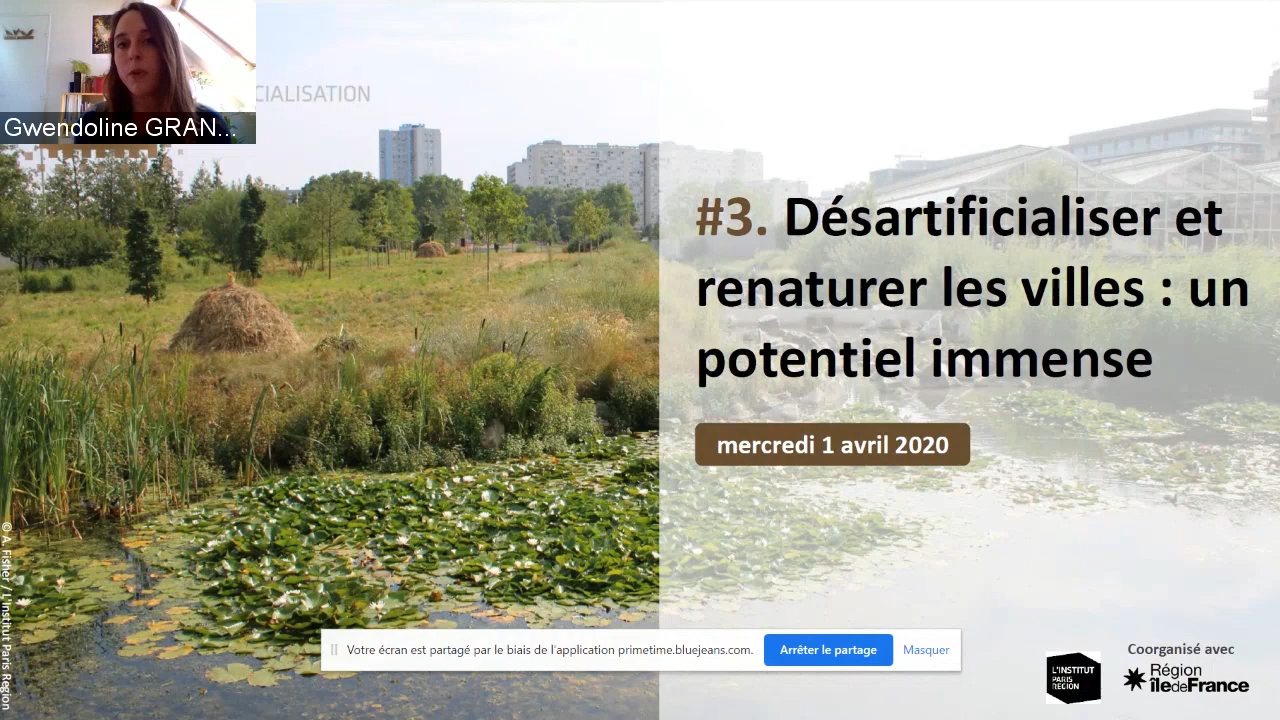 CIALISATION
Gwendoline GRAN...
#3. Désartificialiser et
renaturer les villes : un
potentiel immense
mercredi 1 avril 2020
© A. Fisher / L'Institut Paris Region
Votre écran est partagé par le biais de l'application primetime.bluejeans.com.
Arrêter le partage
Masquer
Coorganisé avec
L'INSTITUT
PARIS
REGION
Région
îledeFrance